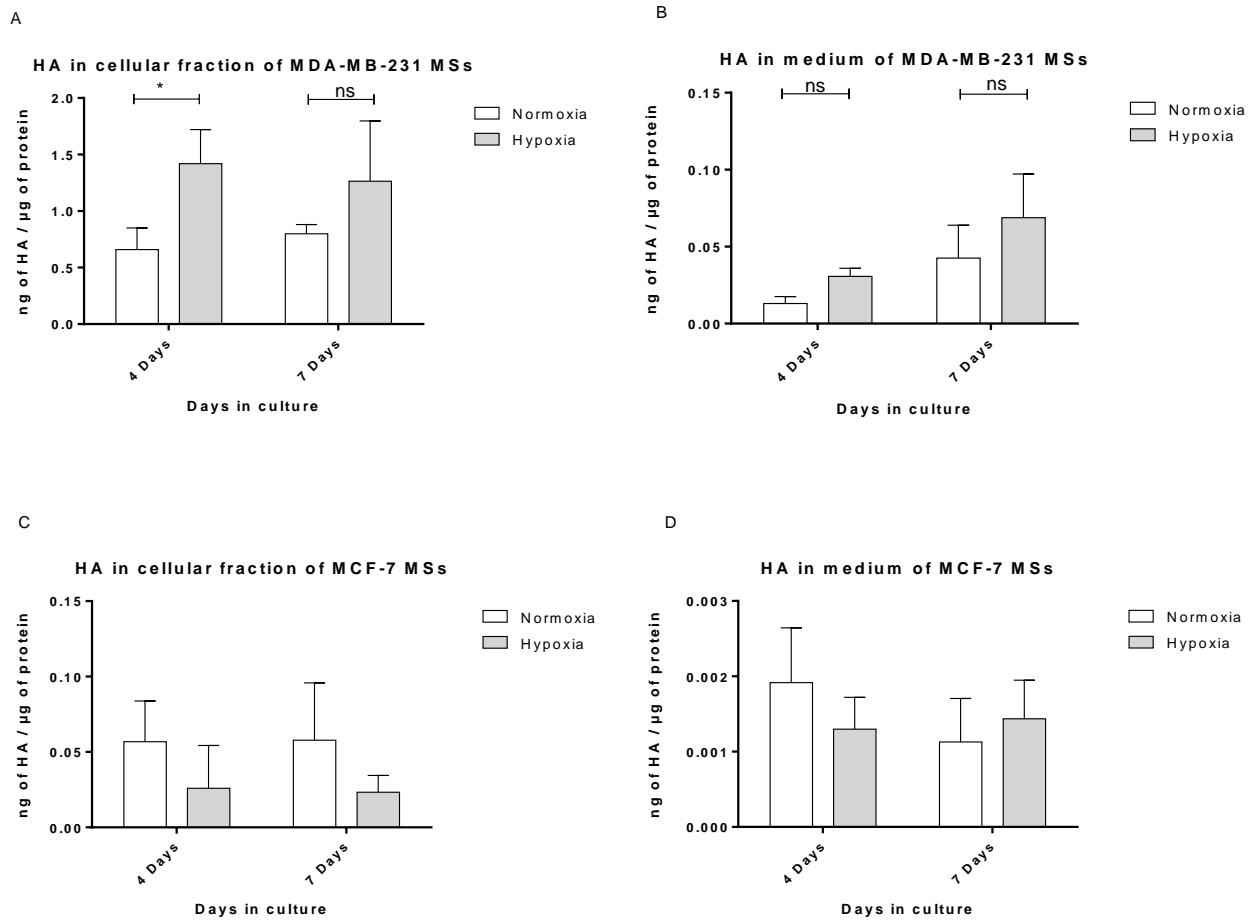 A
HA in cellular fraction of MDA-MB-231 MSs
*
ns
2.0
1.5
1.0
0.5
0.0
ng of HA / µg of protein
4 Days
7 Days
Days in culture
Normoxia
Hypoxia
B
HA in medium of MDA-MB-231 MSs
ns
ns
0.15
0.10
0.05
0.00
ng of HA / µg of protein
4 Days
7 Days
Days in culture
Normoxia
Hypoxia
C
HA in cellular fraction of MCF-7 MSs
0.15
0.10
0.05
0.00
ng of HA / µg of protein
4 Days
7 Days
Days in culture
Normoxia
Hypoxia
D
HA in medium of MCF-7 MSs
0.003
0.002
0.001
0.000
ng of HA / µg of protein
4 Days
7 Days
Days in culture
Normoxia
Hypoxia